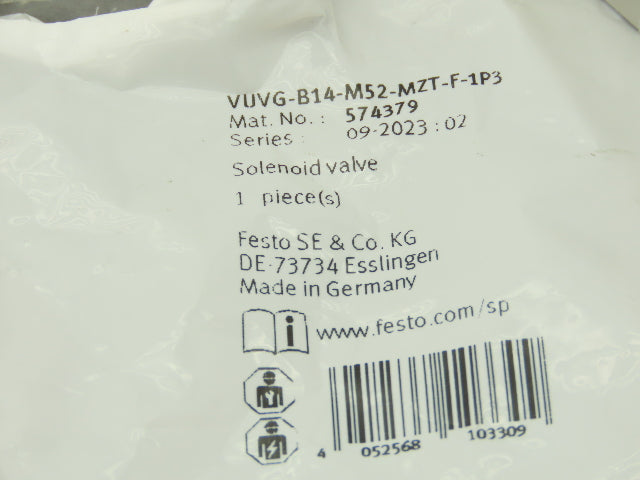 VUVG-B14-M52-MZT-F-1P3
Mat. No. : 574379
Series : 09-2023 : 02
Solenoid valve
1 piece(s)
Festo SE & Co. KG
DE-73734 Esslingen
Made in Germany
www.festo.com/sp
4 052568 103309